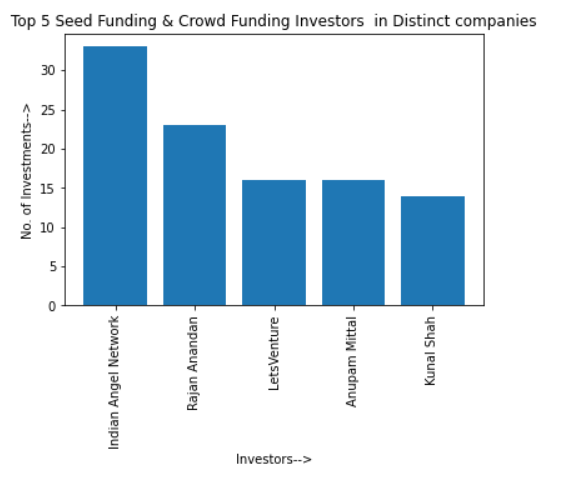 Top 5 Seed Funding & Crowd Funding Investors  in Distinct companies
No. of Investments-->
30
25
20
15
10
5
0
Indian Angel Network
Rajan Anandan
LetsVenture
Anupam Mittal
Kunal Shah
Investors-->